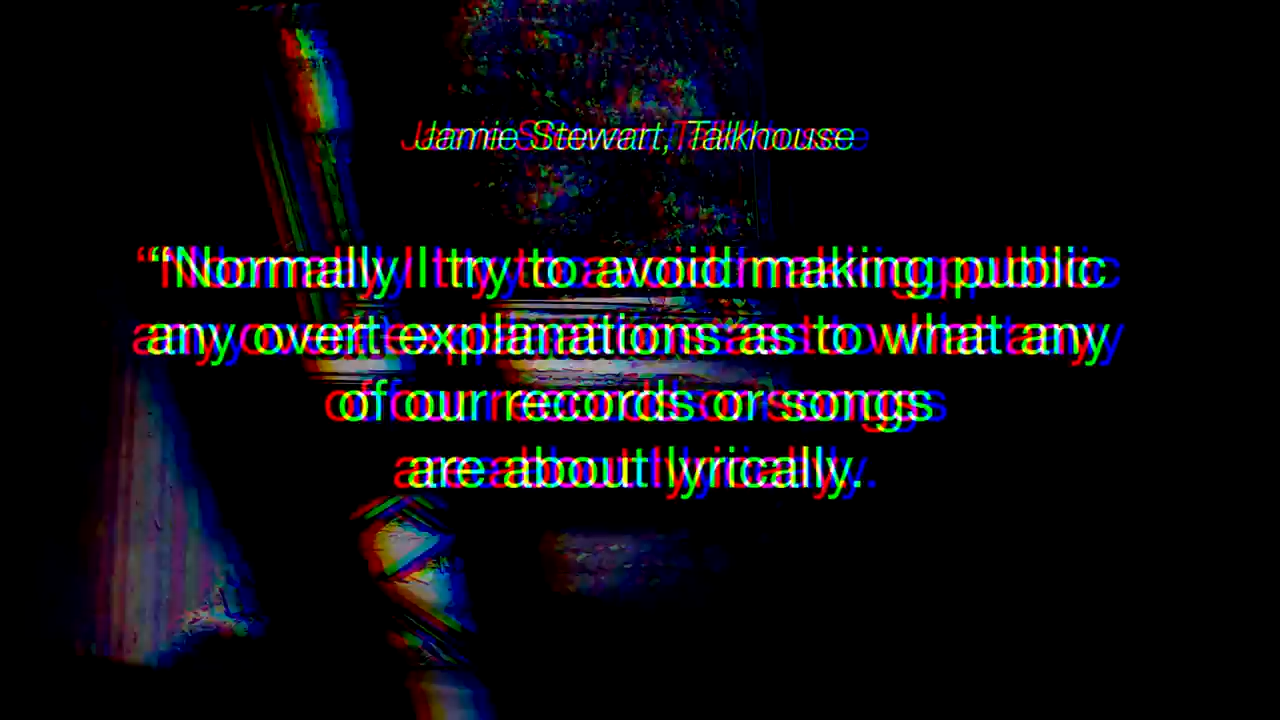 Jamie Stewart, Talkhouse
“Normally I try to avoid making public
any overt explanations as to what any
of our records or songs
are about lyrically.